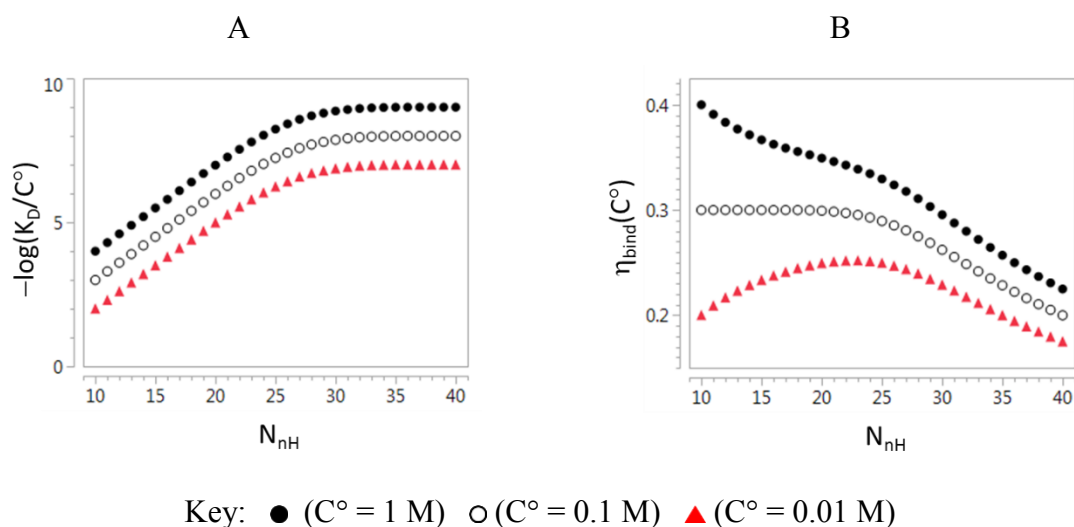 A
B
−log(K_D/C°)
10
5
0
10 15 20 25 30 35 40
N_nH
η_bind(C°)
0.4
0.3
0.2
10 15 20 25 30 35 40
N_nH
Key: ● (C° = 1 M) ○ (C° = 0.1 M) ▲ (C° = 0.01 M)